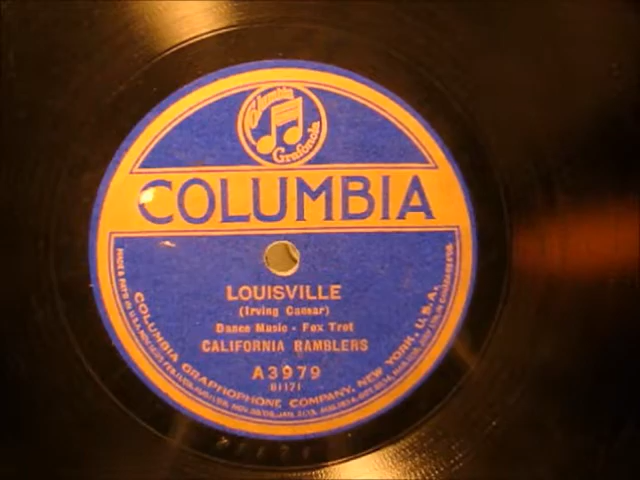 Columbia
Grafonola
COLUMBIA
LOUISVILLE
(Irving Caesar)
Dance Music - Fox Trot
CALIFORNIA RAMBLERS
A3979
81171
COLUMBIA GRAPHOPHONE COMPANY, NEW YORK, U.S.A.